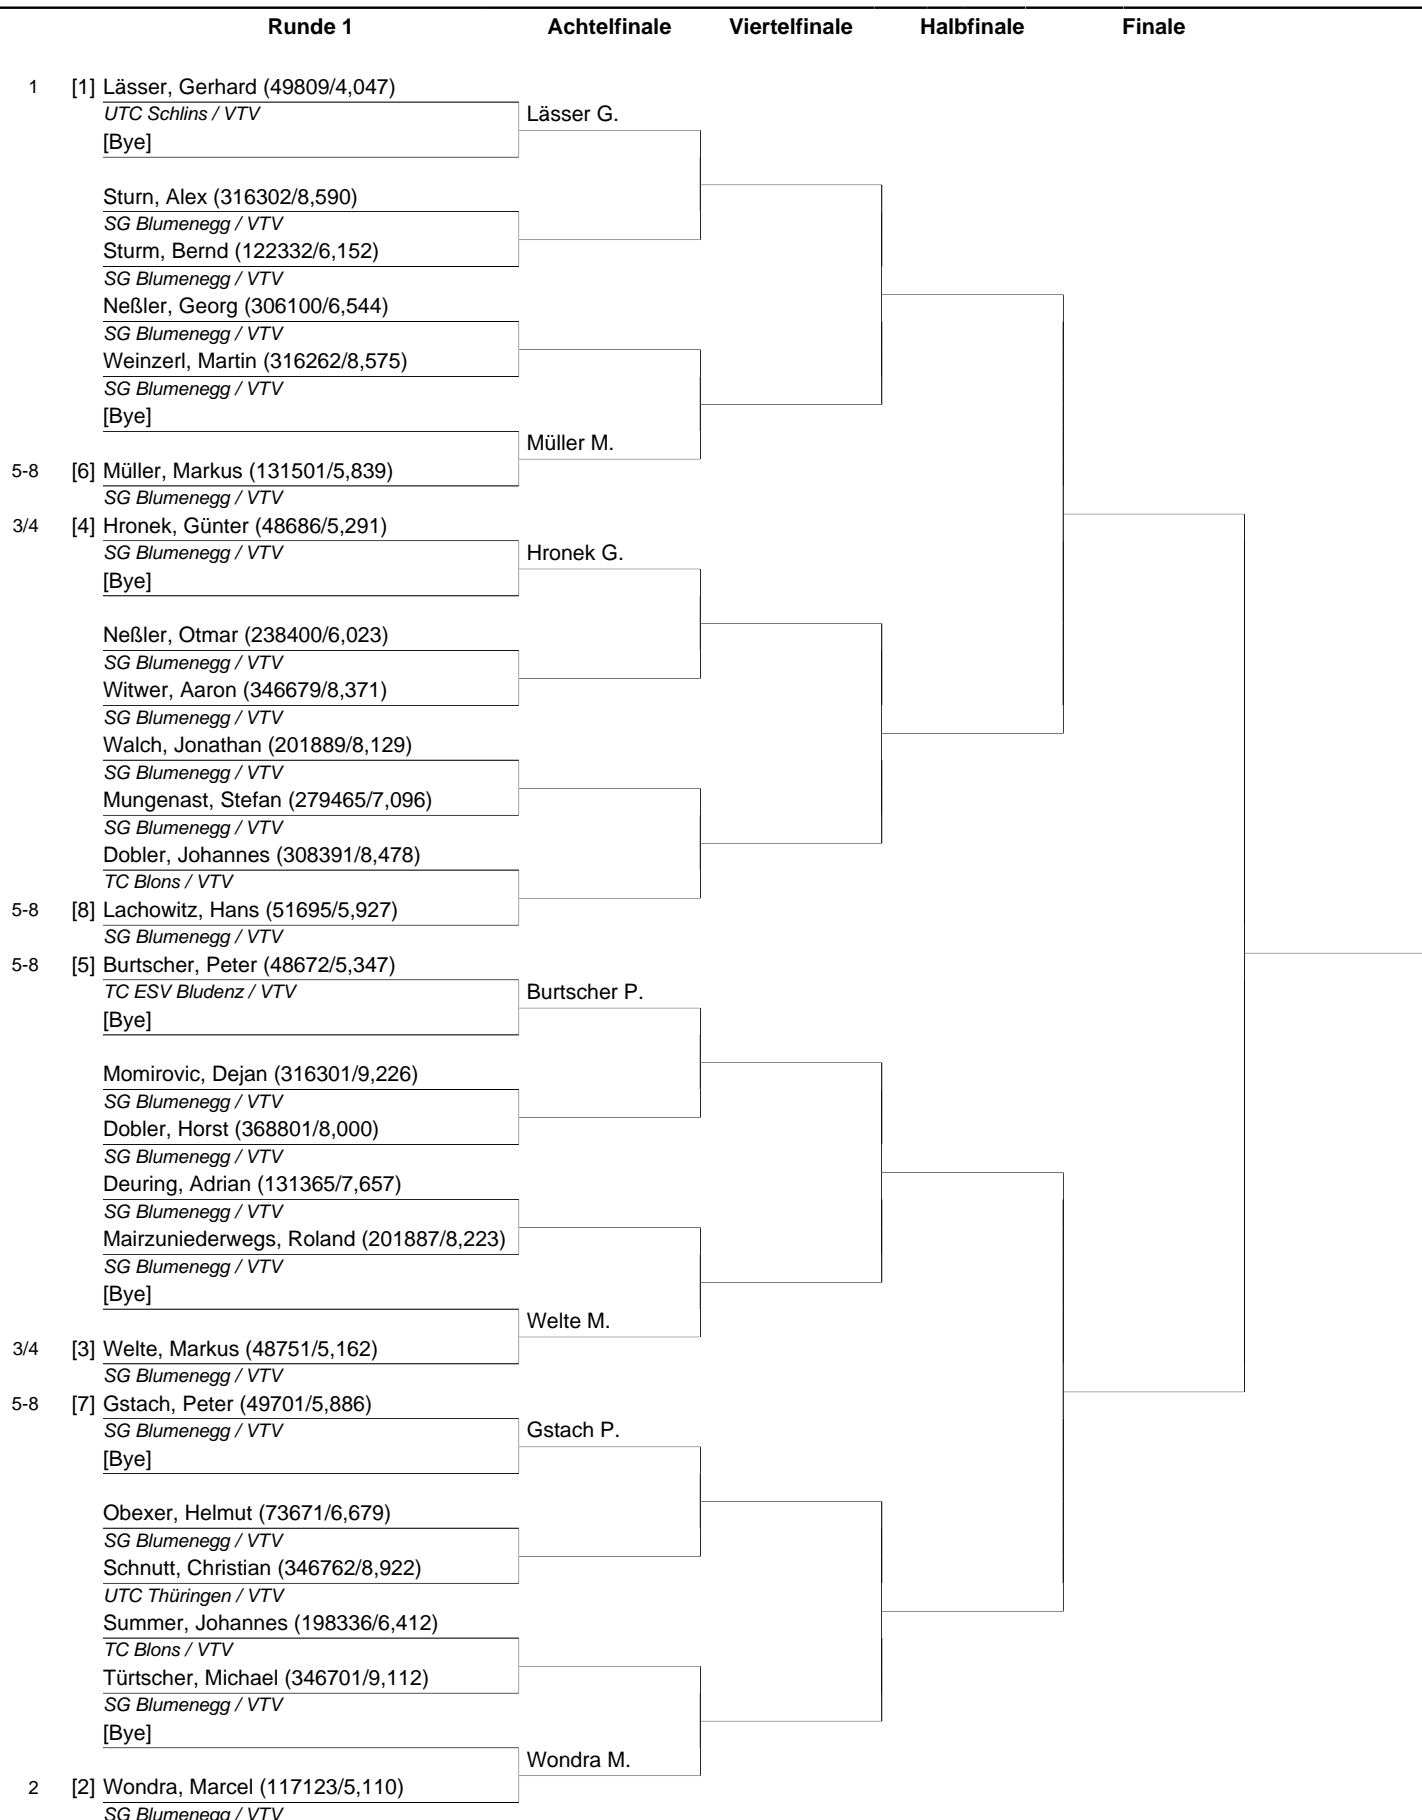 Runde 1 Achtelfinale Viertelfinale Halbfinale Finale
1 [1] Lässer, Gerhard (49809/4,047)
UTC Schlins / VTV Lässer G.
[Bye]
Sturn, Alex (316302/8,590)
SG Blumenegg / VTV
Sturm, Bernd (122332/6,152)
SG Blumenegg / VTV
Neßler, Georg (306100/6,544)
SG Blumenegg / VTV
Weinzerl, Martin (316262/8,575)
SG Blumenegg / VTV
[Bye]
Müller M.
5-8 [6] Müller, Markus (131501/5,839)
SG Blumenegg / VTV
3/4 [4] Hronek, Günter (48686/5,291)
SG Blumenegg / VTV Hronek G.
[Bye]
Neßler, Otmar (238400/6,023)
SG Blumenegg / VTV
Witwer, Aaron (346679/8,371)
SG Blumenegg / VTV
Walch, Jonathan (201889/8,129)
SG Blumenegg / VTV
Mungenast, Stefan (279465/7,096)
SG Blumenegg / VTV
Dobler, Johannes (308391/8,478)
TC Blons / VTV
5-8 [8] Lachowitz, Hans (51695/5,927)
SG Blumenegg / VTV
5-8 [5] Burtscher, Peter (48672/5,347)
TC ESV Bludenz / VTV Burtscher P.
[Bye]
Momirovic, Dejan (316301/9,226)
SG Blumenegg / VTV
Dobler, Horst (368801/8,000)
SG Blumenegg / VTV
Deuring, Adrian (131365/7,657)
SG Blumenegg / VTV
Mairzuniederwegs, Roland (201887/8,223)
SG Blumenegg / VTV
[Bye]
Welte M.
3/4 [3] Welte, Markus (48751/5,162)
SG Blumenegg / VTV
5-8 [7] Gstach, Peter (49701/5,886)
SG Blumenegg / VTV Gstach P.
[Bye]
Obexer, Helmut (73671/6,679)
SG Blumenegg / VTV
Schnutt, Christian (346762/8,922)
UTC Thüringen / VTV
Summer, Johannes (198336/6,412)
TC Blons / VTV
Türtscher, Michael (346701/9,112)
SG Blumenegg / VTV
[Bye]
Wondra M.
2 [2] Wondra, Marcel (117123/5,110)
SG Blumenegg / VTV